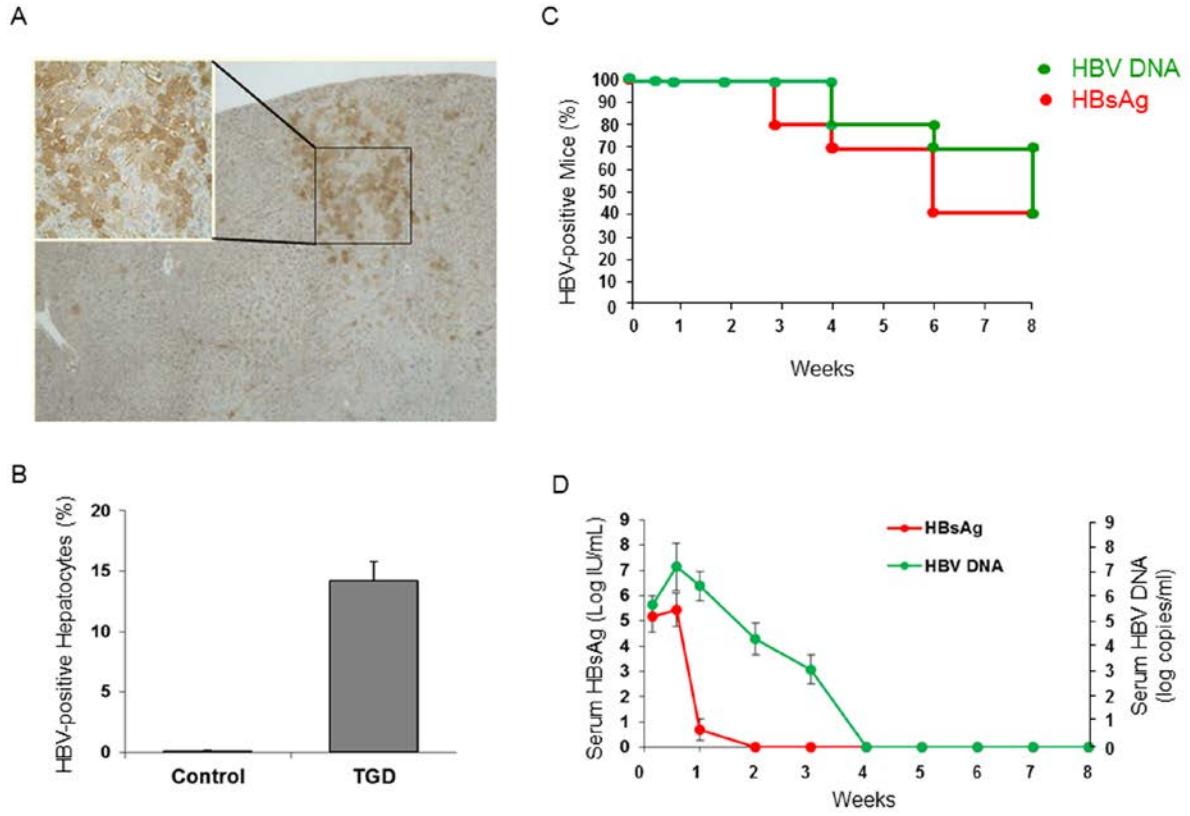 A
B
HBV-positive Hepatocytes (%)
20
15
10
5
0
Control TGD
C
HBV-positive Mice (%)
100
90
80
70
60
50
40
30
20
10
0
0 1 2 3 4 5 6 7 8
Weeks
HBV DNA
HBsAg
D
Serum HBsAg (Log IU/mL)
9
8
7
6
5
4
3
2
1
0
0 1 2 3 4 5 6 7 8
Weeks
HBsAg
HBV DNA
9
8
7
6
5
4
3
2
1
0
Serum HBV DNA
(log copies/ml)